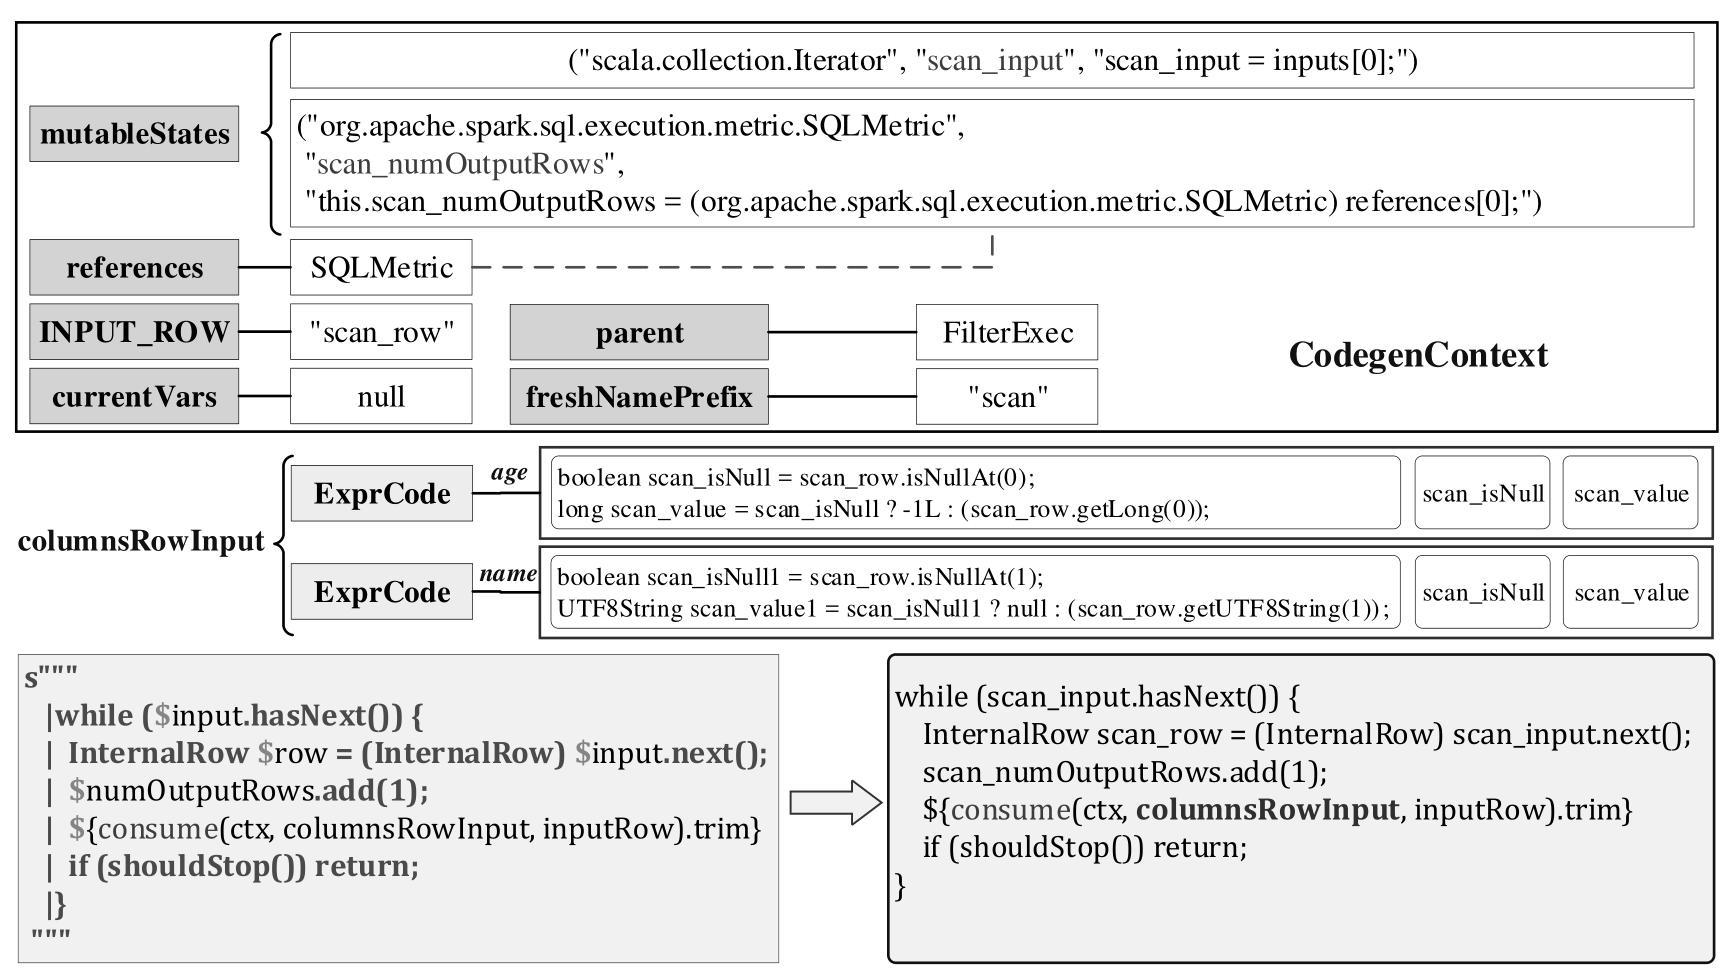 ("scala.collection.Iterator", "scan_input", "scan_input = inputs[0];")
mutableStates
("org.apache.spark.sql.execution.metric.SQLMetric",
"scan_numOutputRows",
"this.scan_numOutputRows = (org.apache.spark.sql.execution.metric.SQLMetric) references[0];")
references SQLMetric
INPUT_ROW "scan_row" parent FilterExec
CodegenContext
currentVars null freshNamePrefix "scan"
columnsRowInput
ExprCode age
boolean scan_isNull = scan_row.isNullAt(0);
long scan_value = scan_isNull ? -1L : (scan_row.getLong(0));
scan_isNull scan_value
ExprCode name
boolean scan_isNull1 = scan_row.isNullAt(1);
UTF8String scan_value1 = scan_isNull1 ? null : (scan_row.getUTF8String(1));
scan_isNull scan_value
s"""
|while ($input.hasNext()) {
| InternalRow $row = (InternalRow) $input.next();
| $numOutputRows.add(1);
| ${consume(ctx, columnsRowInput, inputRow).trim}
| if (shouldStop()) return;
|}
"""
while (scan_input.hasNext()) {
InternalRow scan_row = (InternalRow) scan_input.next();
scan_numOutputRows.add(1);
${consume(ctx, columnsRowInput, inputRow).trim}
if (shouldStop()) return;
}